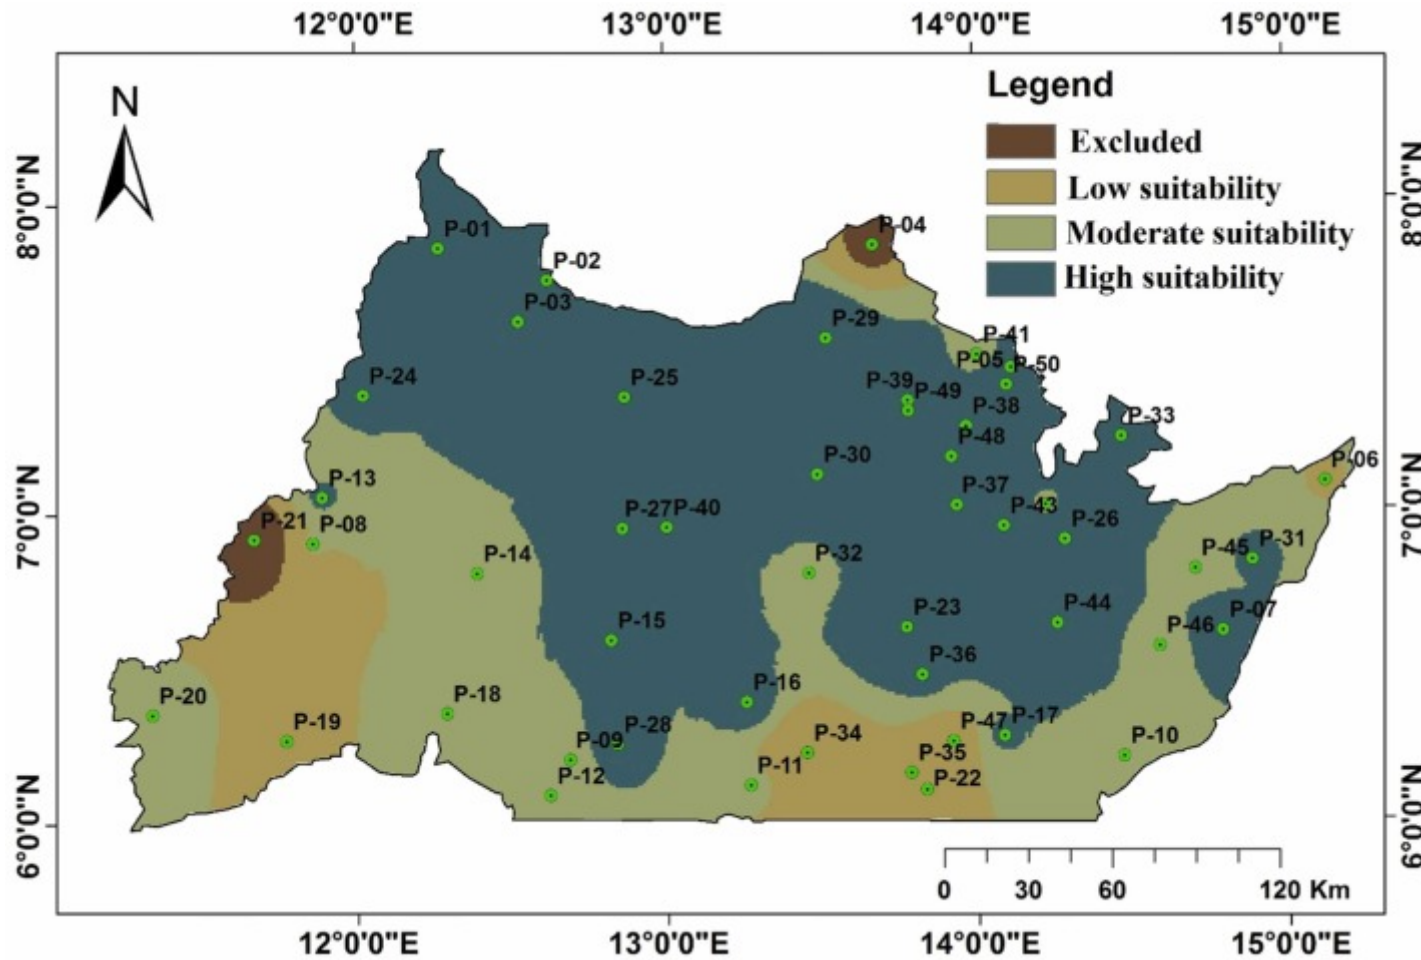 12°0'0"E 13°0'0"E 14°0'0"E 15°0'0"E
N
Legend
Excluded
Low suitability
Moderate suitability
High suitability
8°0'0"N
8°0'0"N
P-01
P-04
P-02
P-03
P-29
P-41
P-05
P-50
P-24
P-25
P-39
P-49
P-38
P-33
P-48
P-06
P-30
P-13
P-37
7°0'0"N
7°0'0"N
P-21
P-08
P-27
P-40
P-43
P-26
P-31
P-14
P-32
P-45
P-15
P-23
P-44
P-07
P-46
P-36
P-20
P-18
P-16
P-19
P-28
P-34
P-47
P-17
P-09
P-35
P-10
P-12
P-11
P-22
6°0'0"N
6°0'0"N
0 30 60 120 Km
12°0'0"E 13°0'0"E 14°0'0"E 15°0'0"E